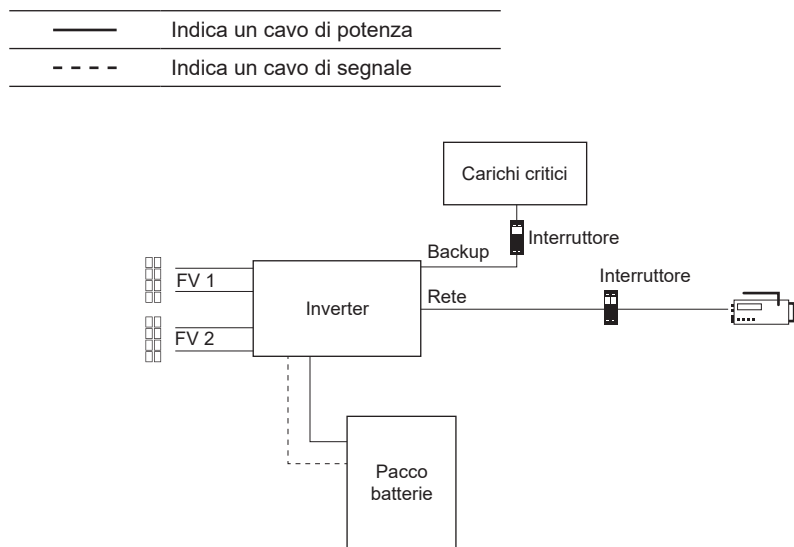 Indica un cavo di potenza
Indica un cavo di segnale
Carichi critici
Interruttore
Backup
Interruttore
FV 1
Inverter
Rete
FV 2
Pacco
batterie